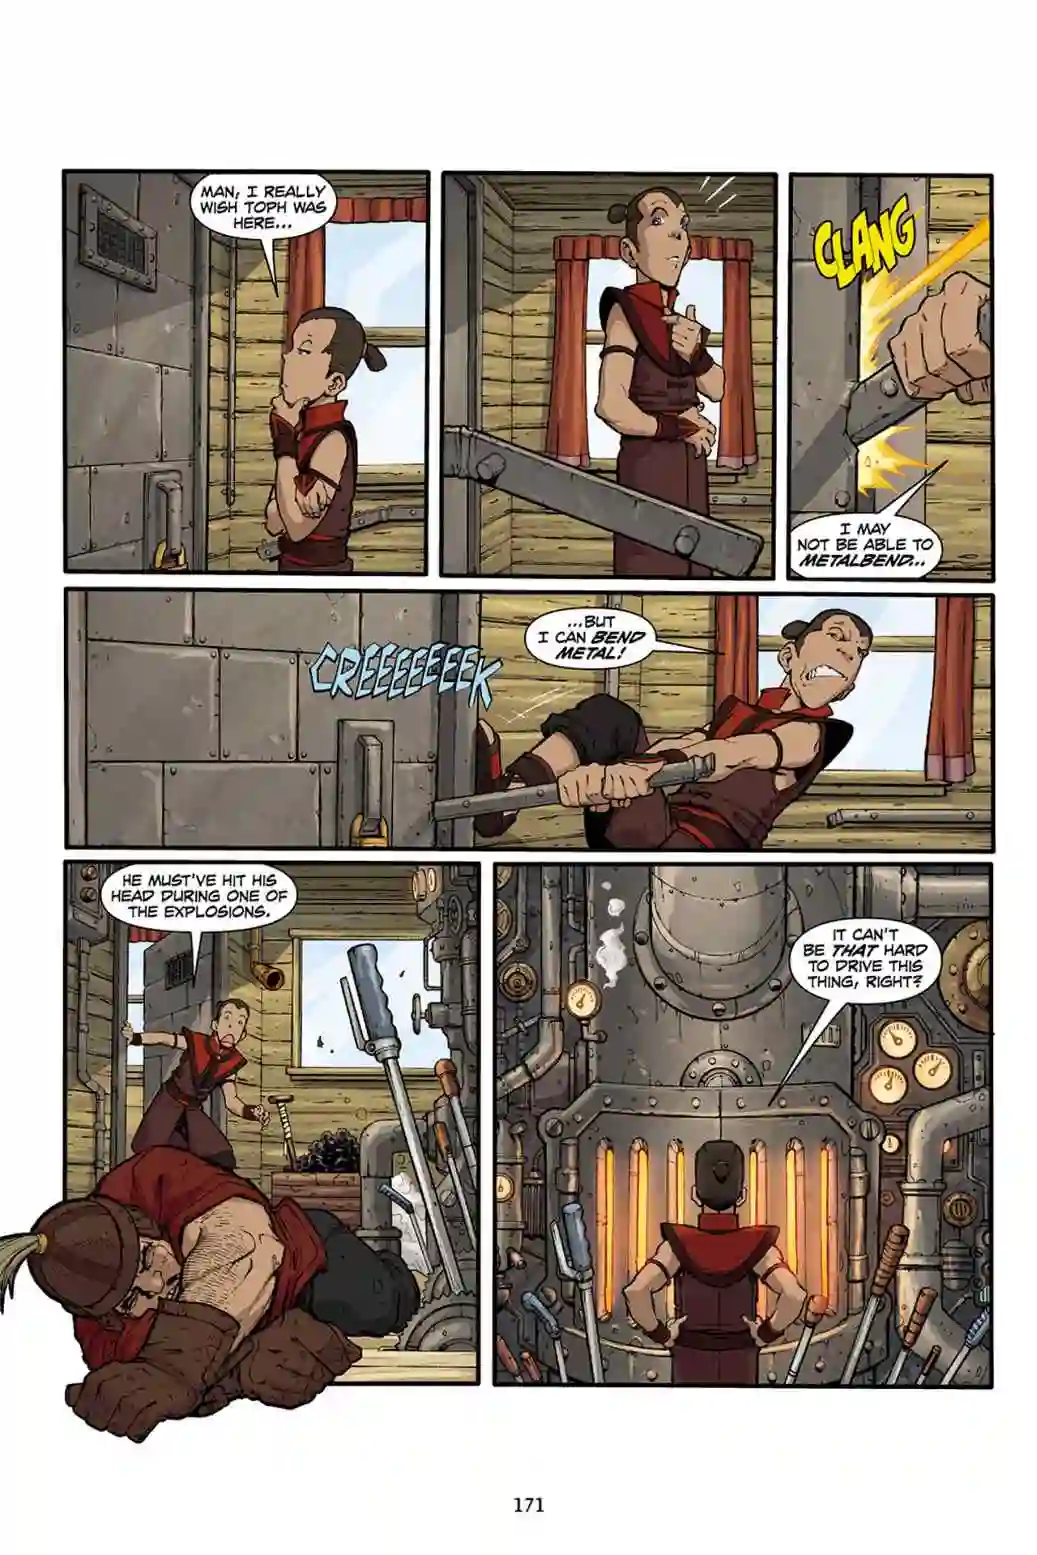 MAN, I REALLY
WISH TOPH WAS
HERE...
CLANG
I MAY
NOT BE ABLE TO
METALBEND...
CREEEEEEEK
...BUT
I CAN BEND
METAL!
HE MUST'VE HIT HIS
HEAD DURING ONE OF
THE EXPLOSIONS.
IT CAN'T
BE THAT HARD
TO DRIVE THIS
THING, RIGHT?
171